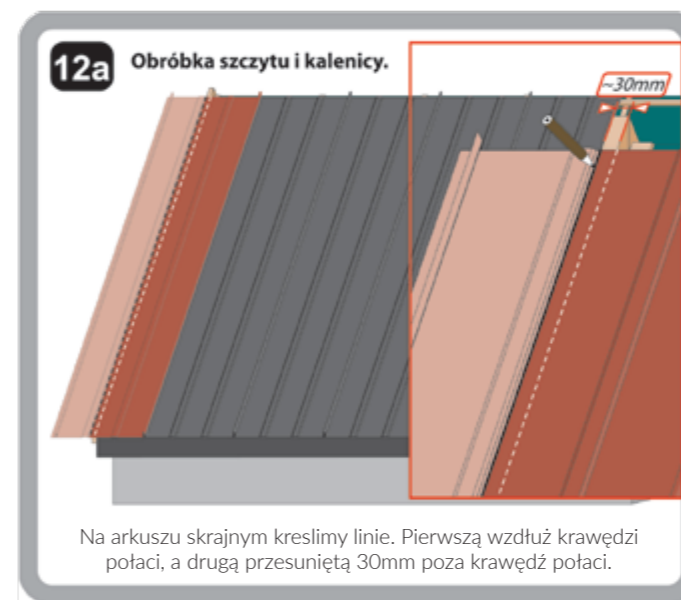 12a
Obróbka szczytu i kalenicy.
~30mm
Na arkuszu skrajnym kreslimy linie. Pierwszą wzdłuż krawędzi
połaci, a drugą przesuniętą 30mm poza krawędź połaci.